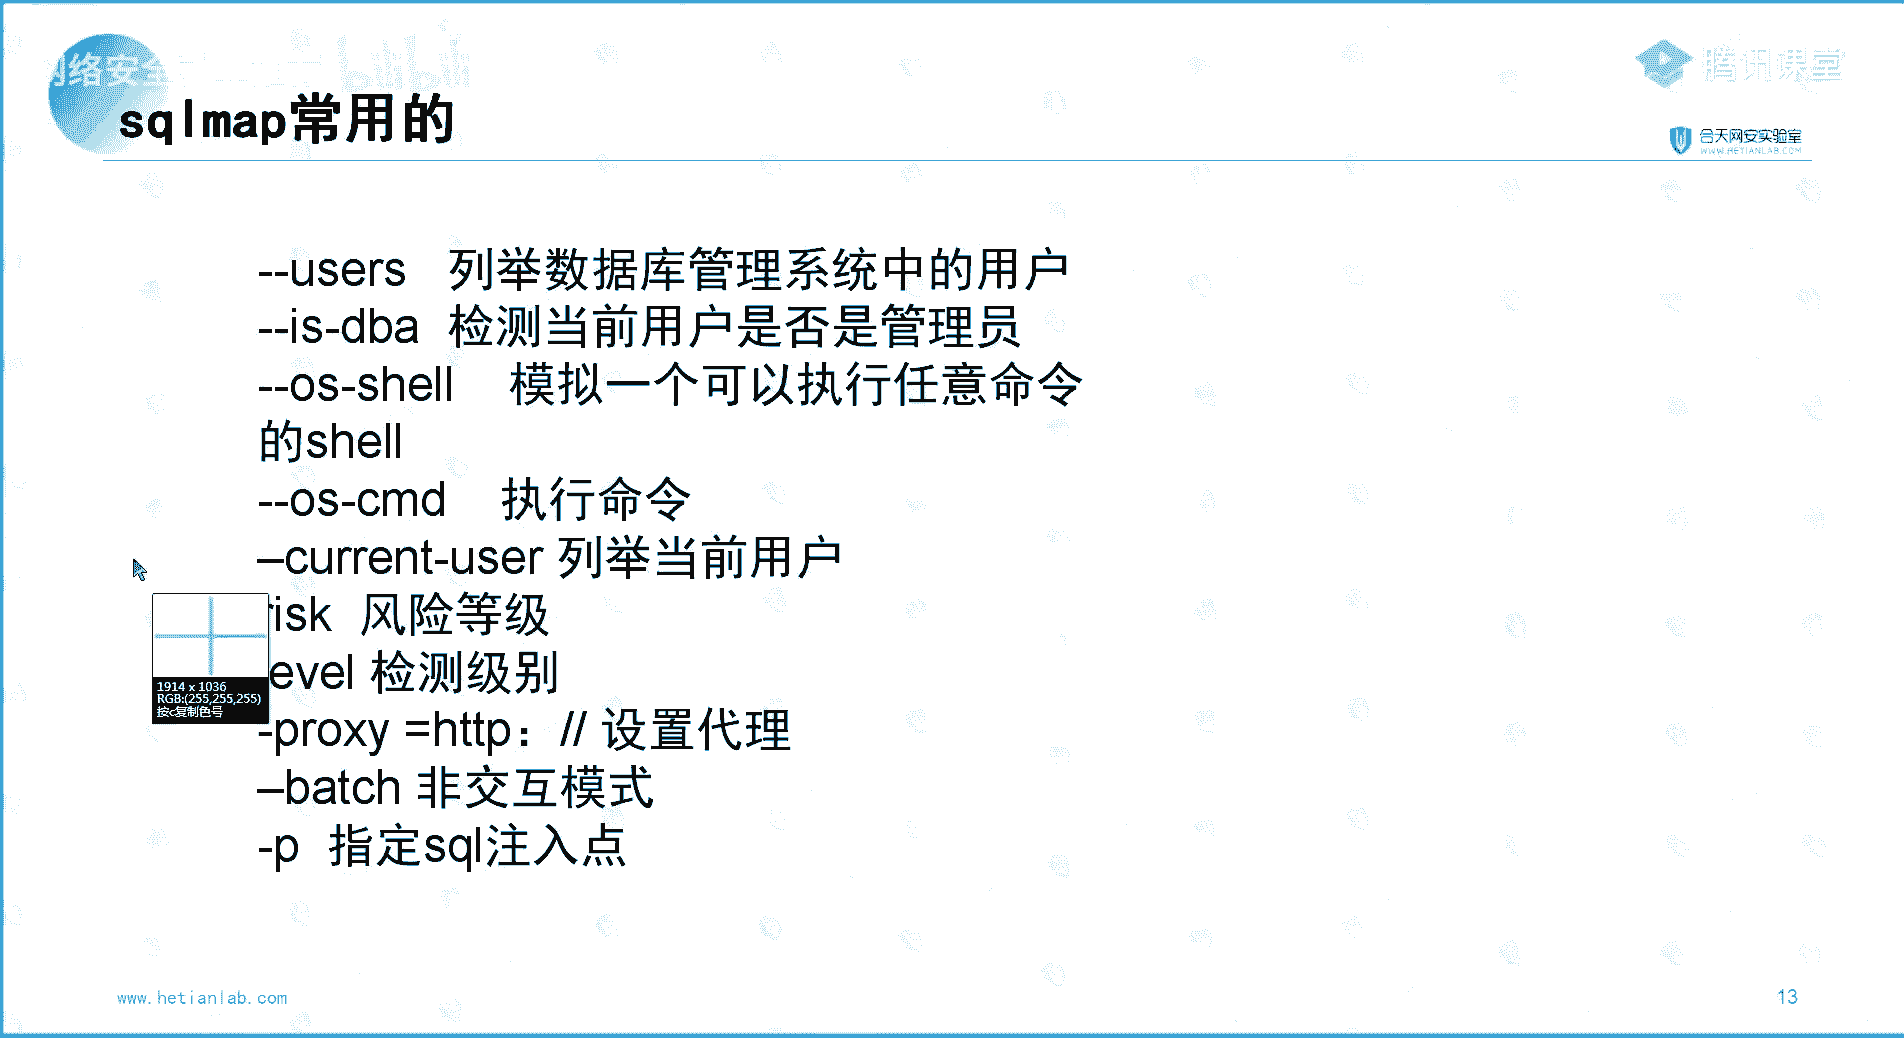 网络安全
腾讯课堂
sqlmap常用的
合天网安实验室
WWW.HETIANLAB.COM
--users 列举数据库管理系统中的用户
--is-dba 检测当前用户是否是管理员
--os-shell 模拟一个可以执行任意命令
的shell
--os-cmd 执行命令
–current-user 列举当前用户
risk 风险等级
evel 检测级别
-proxy =http：// 设置代理
–batch 非交互模式
-p 指定sql注入点
1914 x 1036
RGB:(255,255,255)
按c复制色号
www.hetianlab.com
13